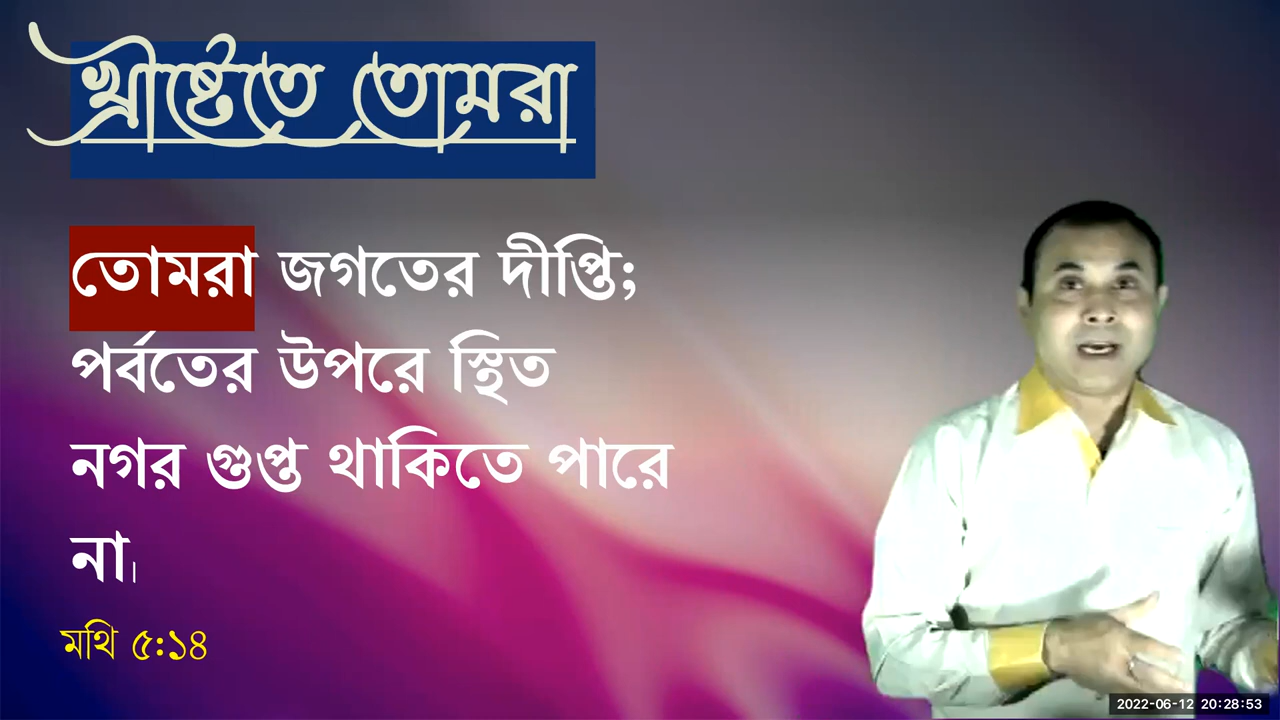 খ্রীষ্টেতে তোমরা
তোমরা জগতের দীপ্তি;
পর্বতের উপরে স্থিত
নগর গুপ্ত থাকিতে পারে
না।
মথি ৫:১৪
2022-06-12 20:28:53